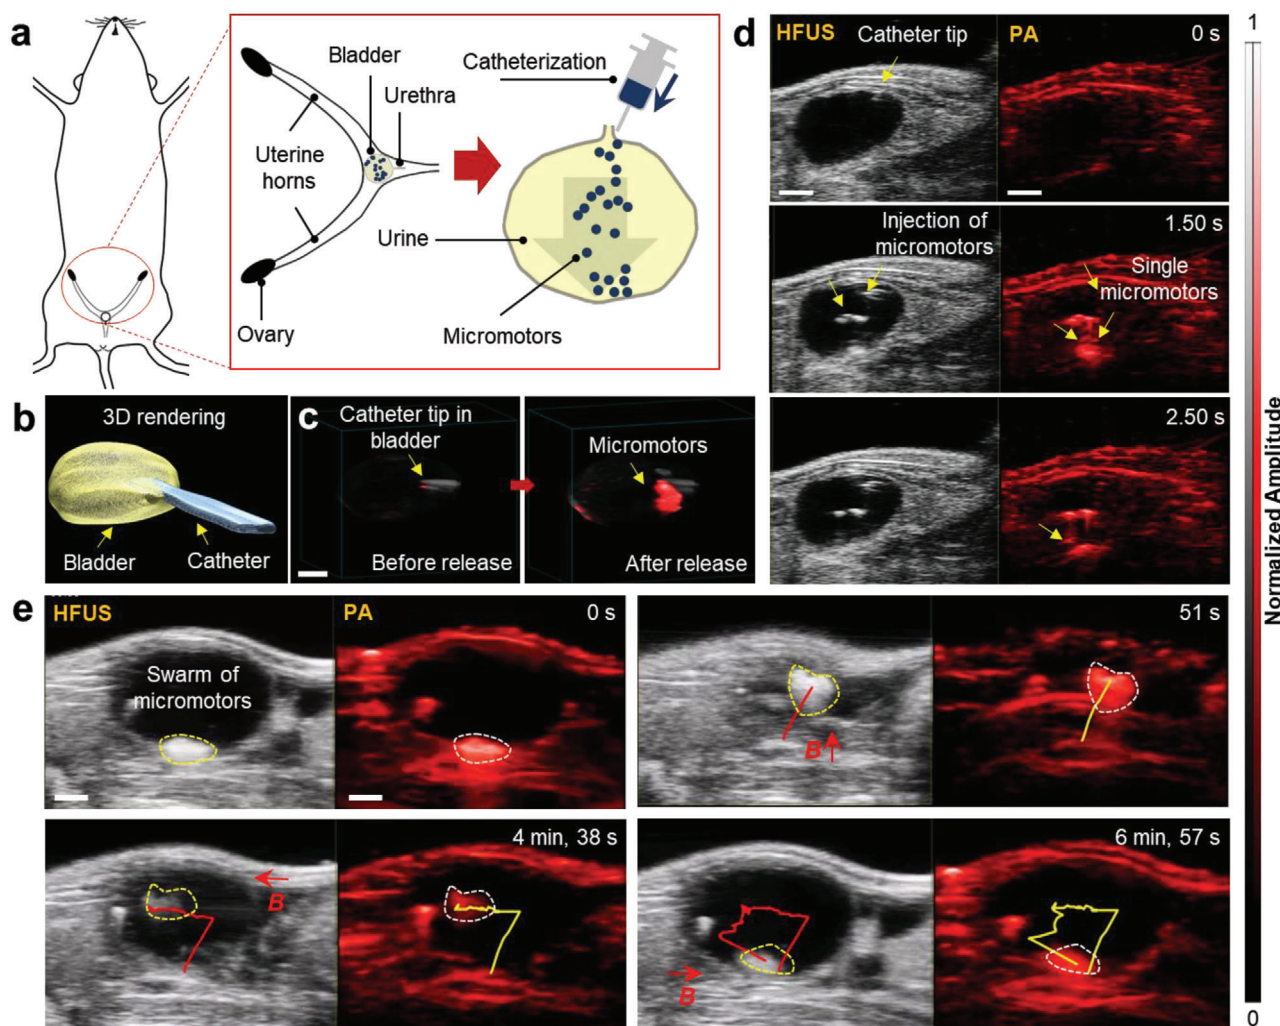 a
Bladder
Urethra
Uterine
horns
Ovary
Catheterization
Urine
Micromotors
b
3D rendering
Bladder
Catheter
c
Catheter tip in
bladder
Before release
Micromotors
After release
d
HFUS
Catheter tip
PA
0 s
Injection of
micromotors
1.50 s
Single
micromotors
2.50 s
1
Normalized Amplitude
0
e
HFUS
Swarm of
micromotors
PA
0 s
B
51 s
B
4 min, 38 s
B
6 min, 57 s